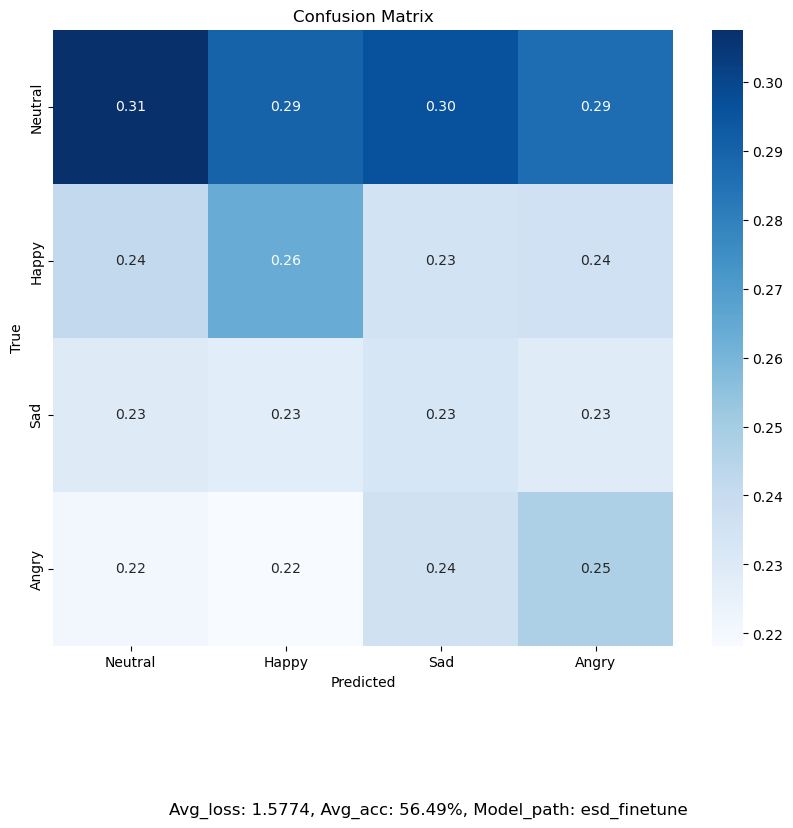 Confusion Matrix
Neutral 0.31 0.29 0.30 0.29
Happy 0.24 0.26 0.23 0.24
Sad 0.23 0.23 0.23 0.23
Angry 0.22 0.22 0.24 0.25
True
Neutral Happy Sad Angry
Predicted
0.30
0.29
0.28
0.27
0.26
0.25
0.24
0.23
0.22
Avg_loss: 1.5774, Avg_acc: 56.49%, Model_path: esd_finetune